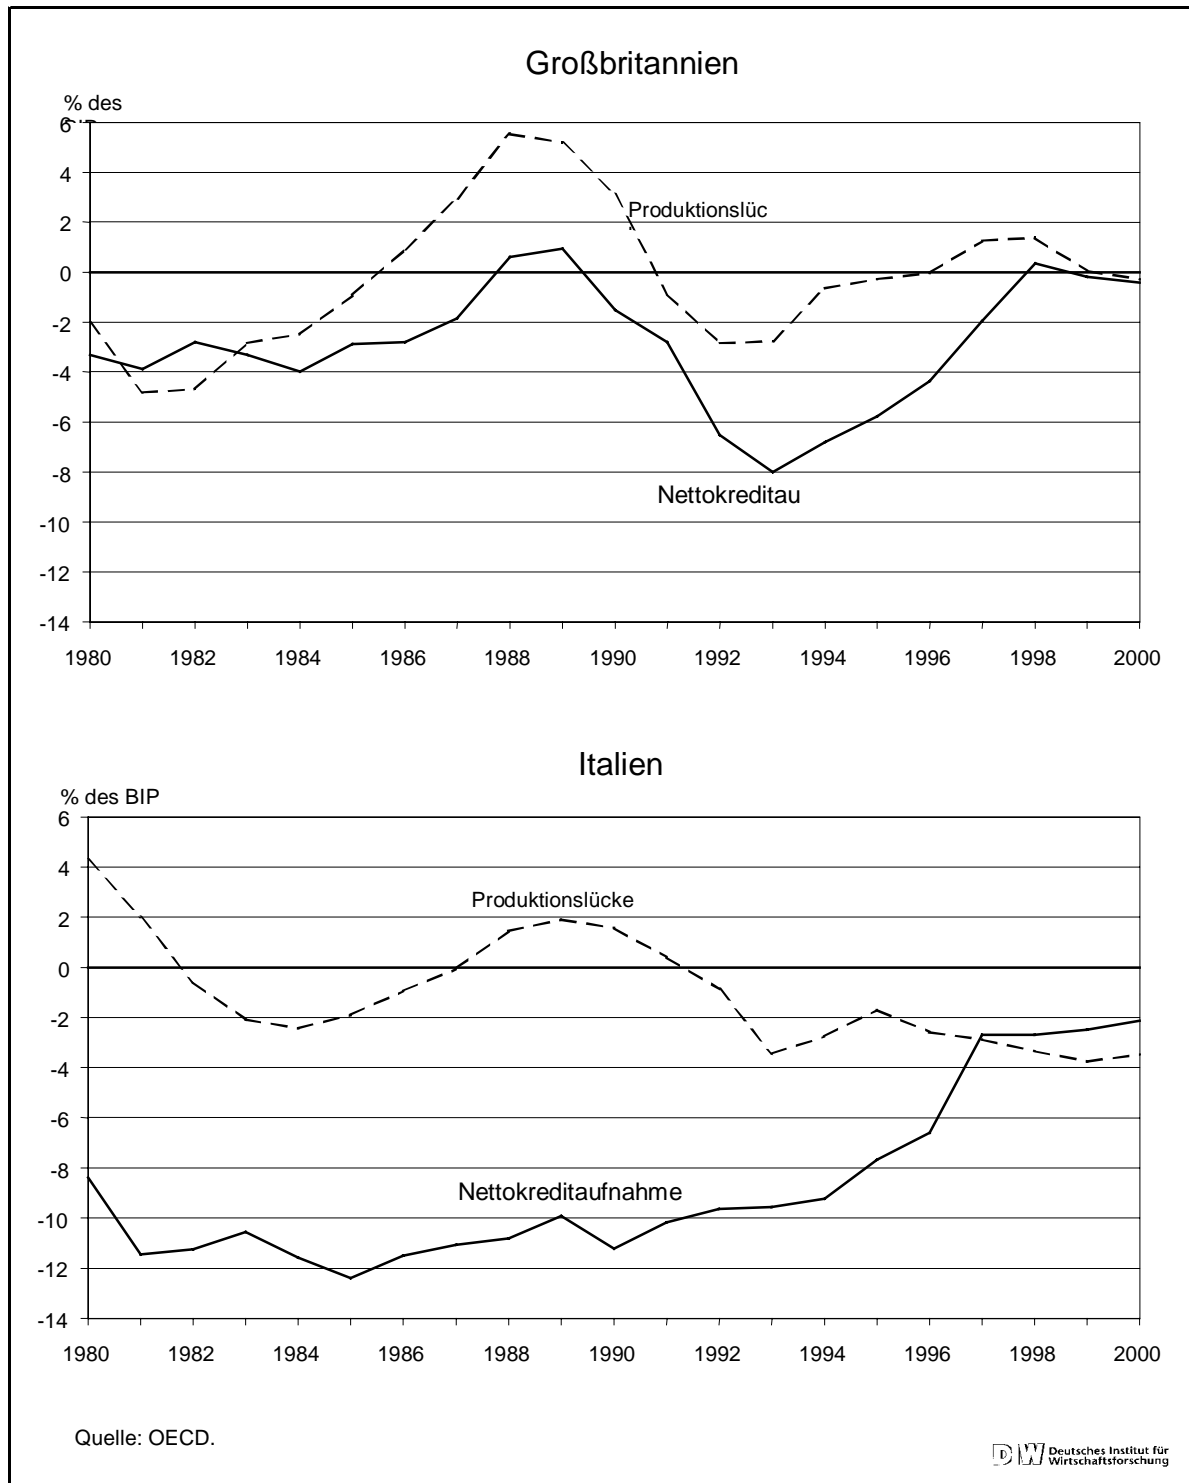 Großbritannien
% des
6
4
2
0
-2
-4
-6
-8
-10
-12
-14
Produktionslüc
Nettokreditau
1980 1982 1984 1986 1988 1990 1992 1994 1996 1998 2000
Italien
% des BIP
6
4
2
0
-2
-4
-6
-8
-10
-12
-14
Produktionslücke
Nettokreditaufnahme
1980 1982 1984 1986 1988 1990 1992 1994 1996 1998 2000
Quelle: OECD.
DIW Deutsches Institut für
Wirtschaftsforschung